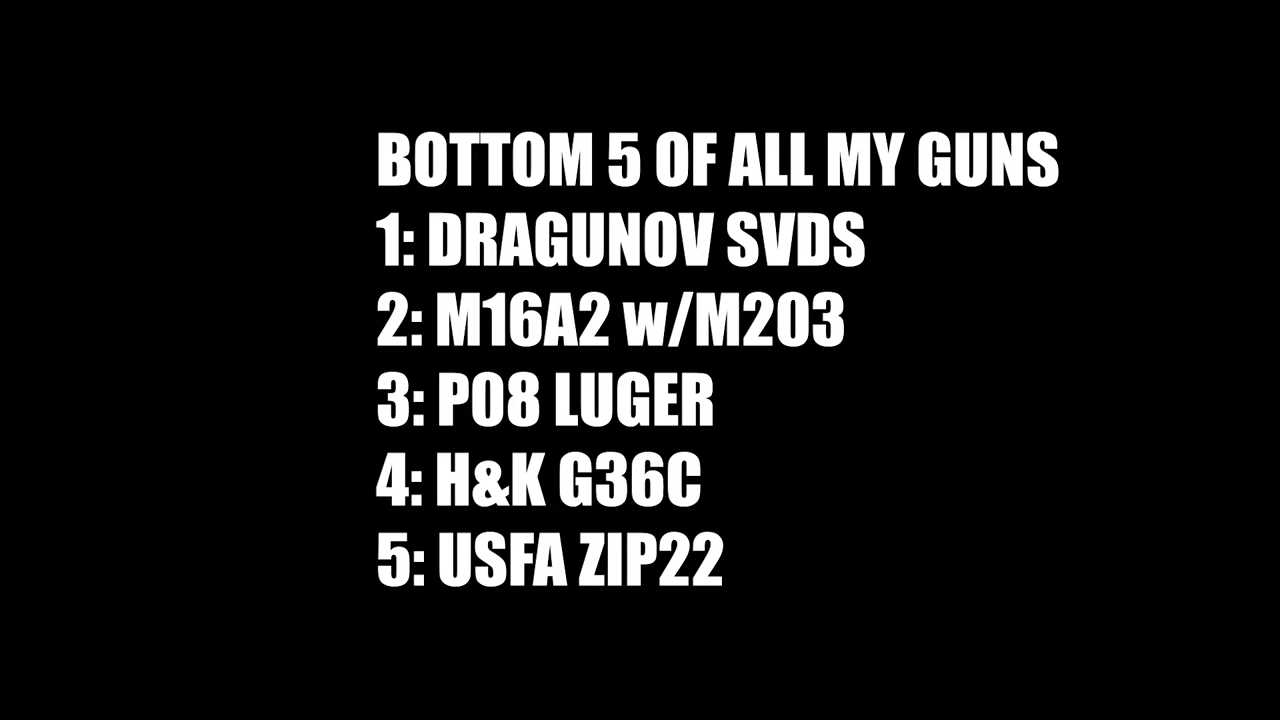 BOTTOM 5 OF ALL MY GUNS
1: DRAGUNOV SVDS
2: M16A2 w/M203
3: P08 LUGER
4: H&K G36C
5: USFA ZIP22